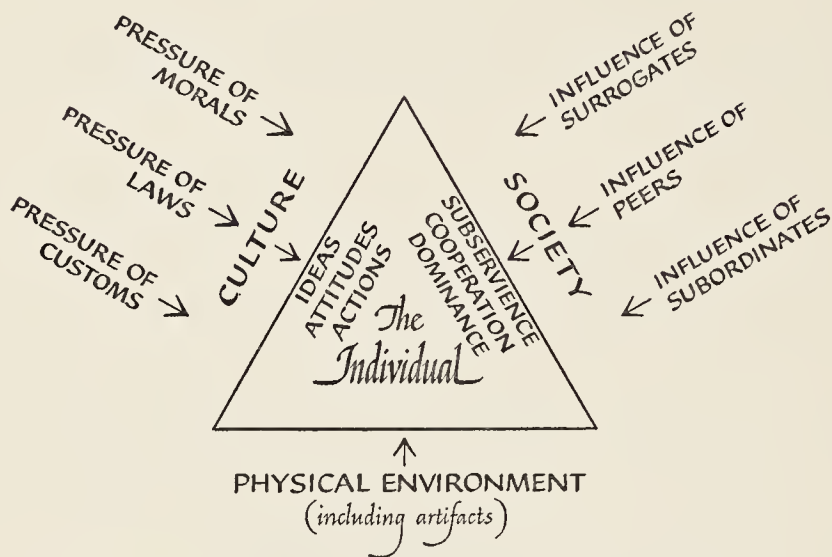 PRESSURE OF
MORALS
PRESSURE OF
LAWS
PRESSURE OF
CUSTOMS
CULTURE
IDEAS
ATTITUDES
ACTIONS
The
Individual
SUBSERVIENCE
COOPERATION
DOMINANCE
SOCIETY
INFLUENCE OF
SURROGATES
INFLUENCE OF
PEERS
INFLUENCE OF
SUBORDINATES
PHYSICAL ENVIRONMENT
(including artifacts)